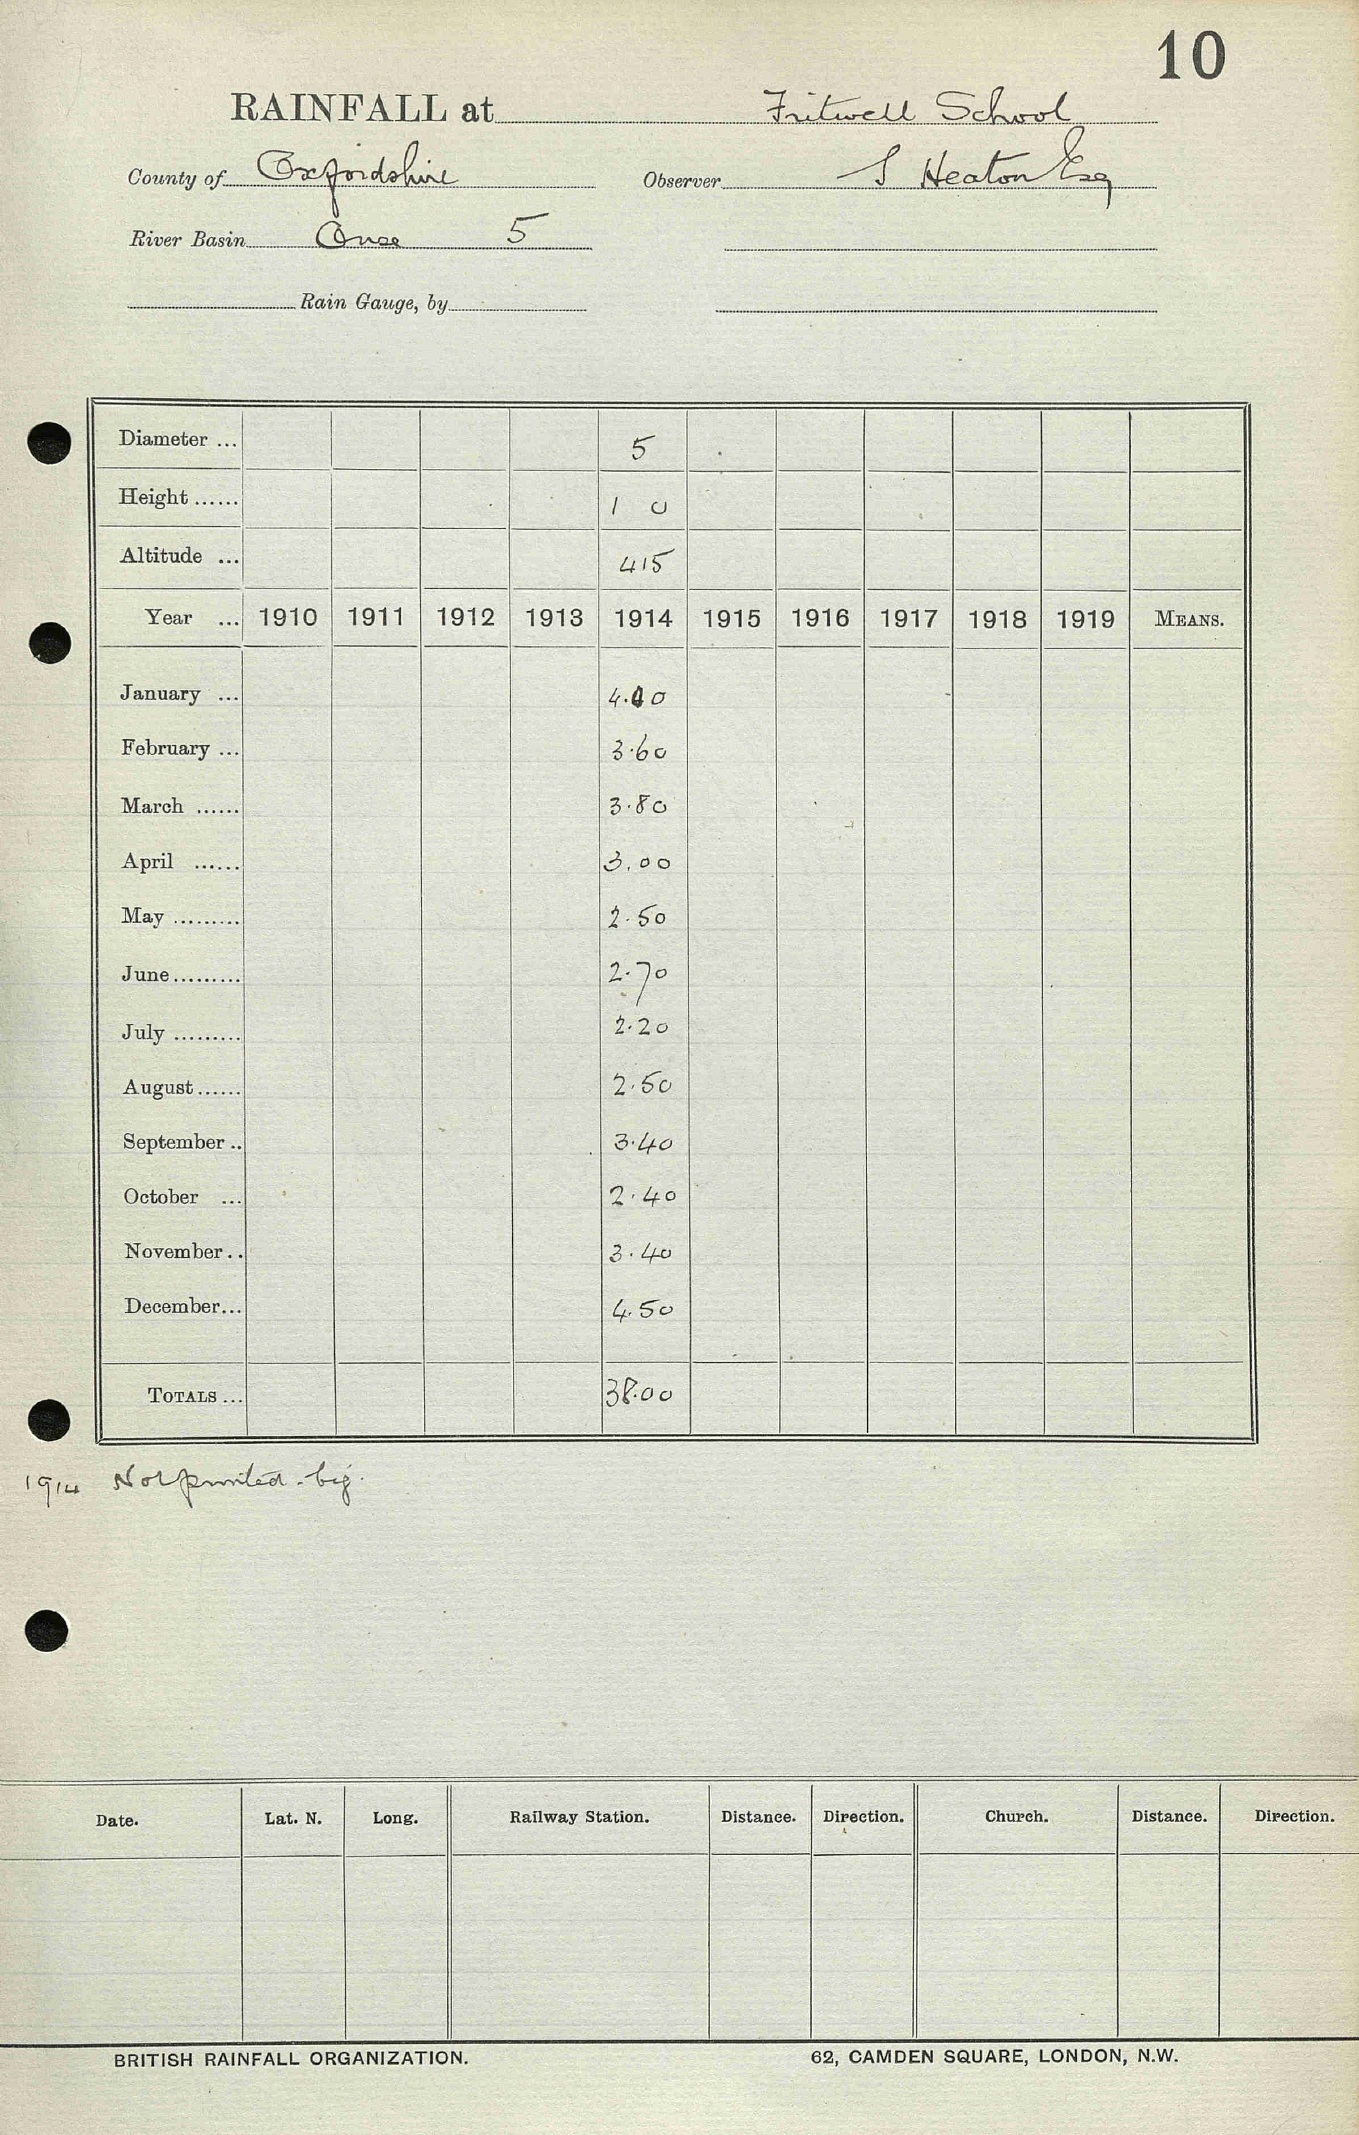 10
RAINFALL at Fritwell School
County of Oxfordshire Observer S Heaton Esq
River Basin Ouse 5
Rain Gauge, by
Diameter ... 5
Height ...... 1 0
Altitude ... 415
Year ... 1910 1911 1912 1913 1914 1915 1916 1917 1918 1919 MEANS.
January ... 4.00
February ... 3.60
March ...... 3.80
April ...... 3.00
May ......... 2.50
June......... 2.70
July ......... 2.20
August...... 2.50
September .. 3.40
October ... 2.40
November.. 3.40
December... 4.50
TOTALS ... 38.00
1914 Not printed - big.
Date. Lat. N. Long. Railway Station. Distance. Direction. Church. Distance. Direction.
BRITISH RAINFALL ORGANIZATION. 62, CAMDEN SQUARE, LONDON, N.W.